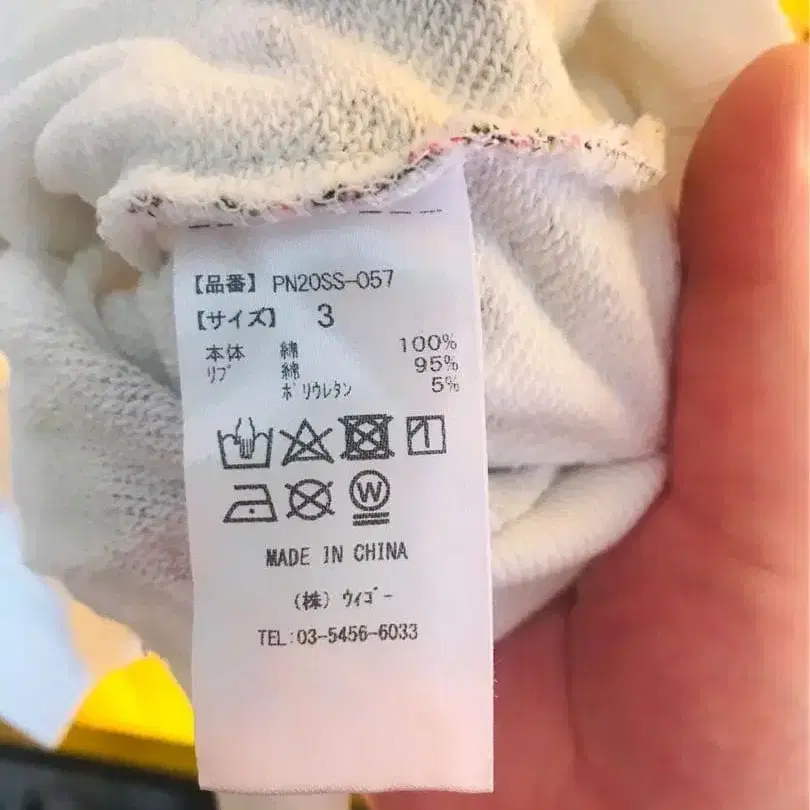 【品番】 PN20SS-057
【サイズ】 3
本体 綿 100%
リブ 綿 95%
ポリウレタン 5%
W
MADE IN CHINA
(株) ウィゴー
TEL:03-5456-6033